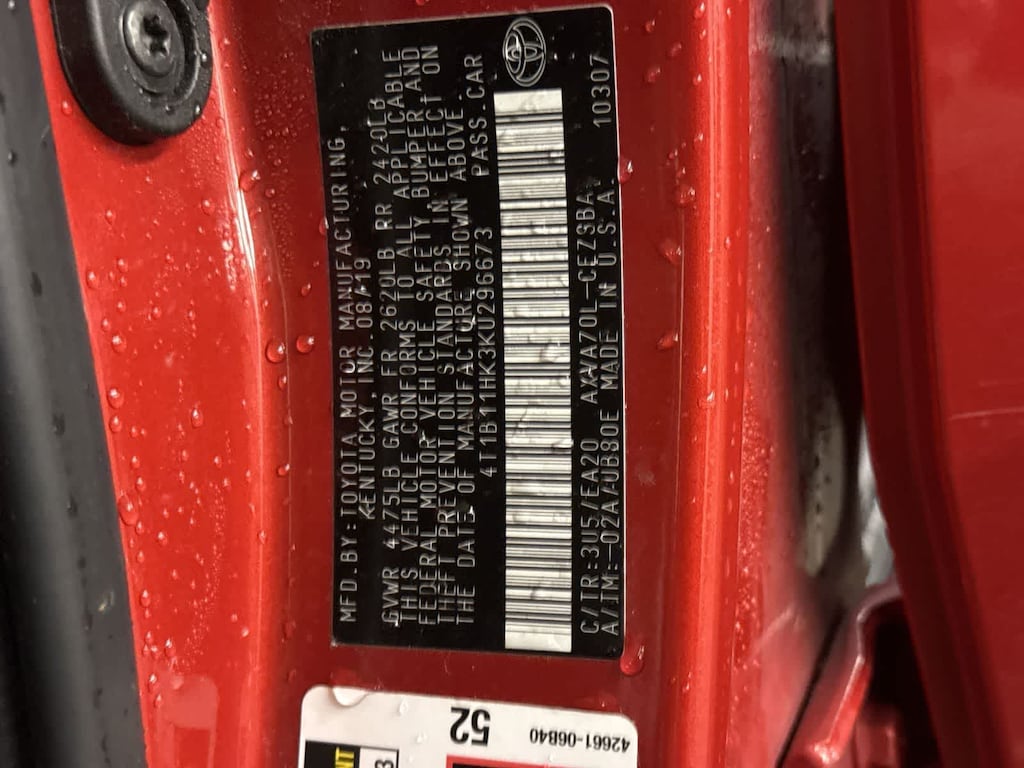 MFD.BY:TOYOTA MOTOR MANUFACTURING,
KENTUCKY, INC. 08/19
GVWR 4475LB GAWR FR 2620LB RR 2420LB
THIS VEHICLE CONFORMS TO ALL APPLICABLE
FEDERAL MOTOR VEHICLE SAFETY, BUMPER AND
THEFT PREVENTION STANDARDS IN EFFECT ON
THE DATE OF MANUFACTURE SHOWN ABOVE.
4T1B11HK3KU296673 PASS.CAR
C/TR:3U5/EA20 AXVA70L-CEZSBA 10307
A/TM:-02A/UB80E MADE IN U.S.A.
52
42661-06B40